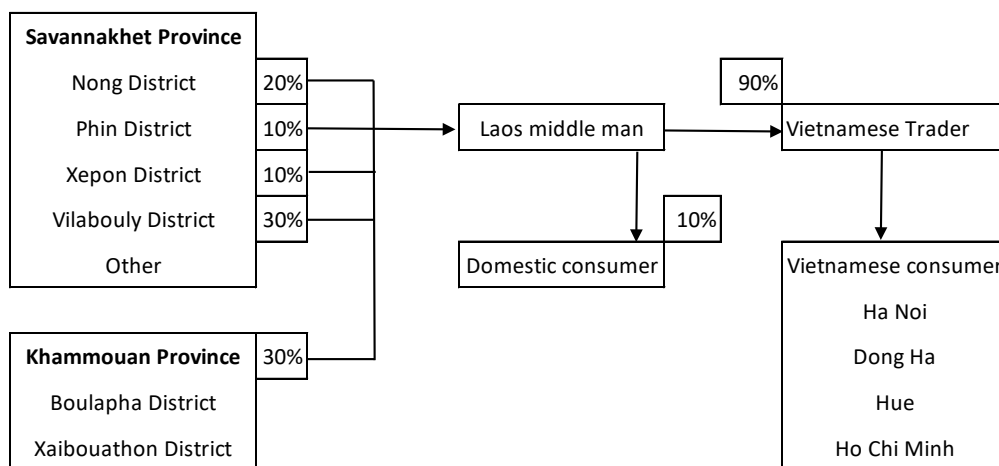 Savannakhet Province
Nong District 20%
Phin District 10%
Xepon District 10%
Vilabouly District 30%
Other
Khammouan Province 30%
Boulapha District
Xaibouathon District
Laos middle man
10%
Domestic consumer
90%
Vietnamese Trader
Vietnamese consumer
Ha Noi
Dong Ha
Hue
Ho Chi Minh